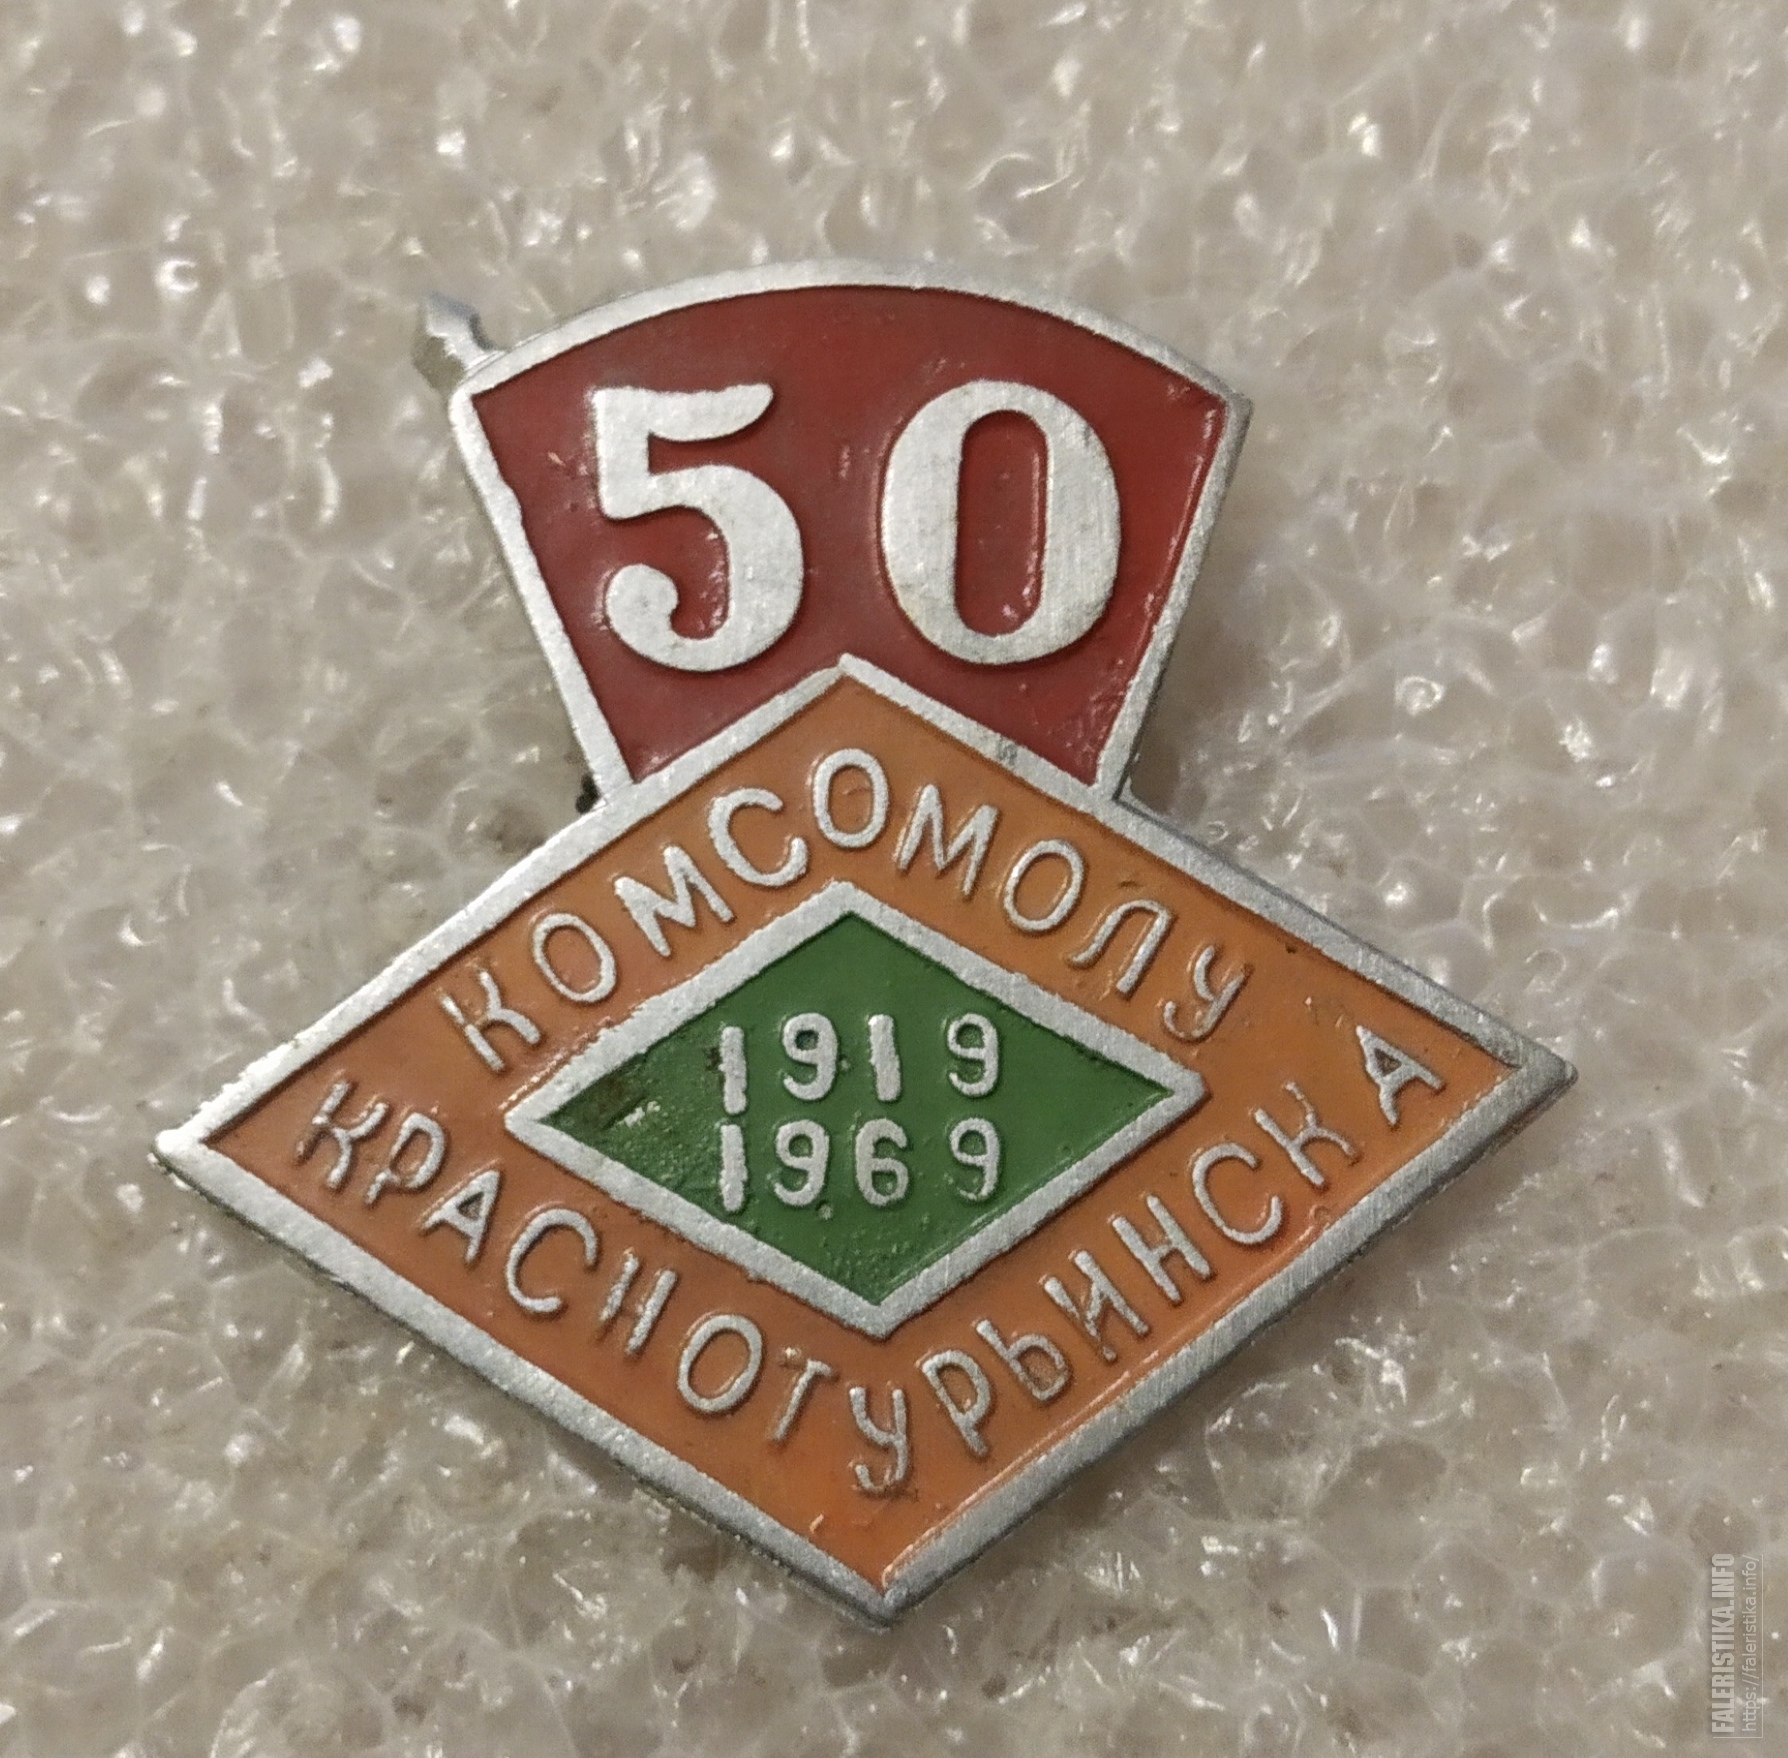 50
КОМСОМОЛУ
1919
1969
КРАСНОТУРЬИНСКА
FALERISTIKA.INFO
https://faleristika.info/